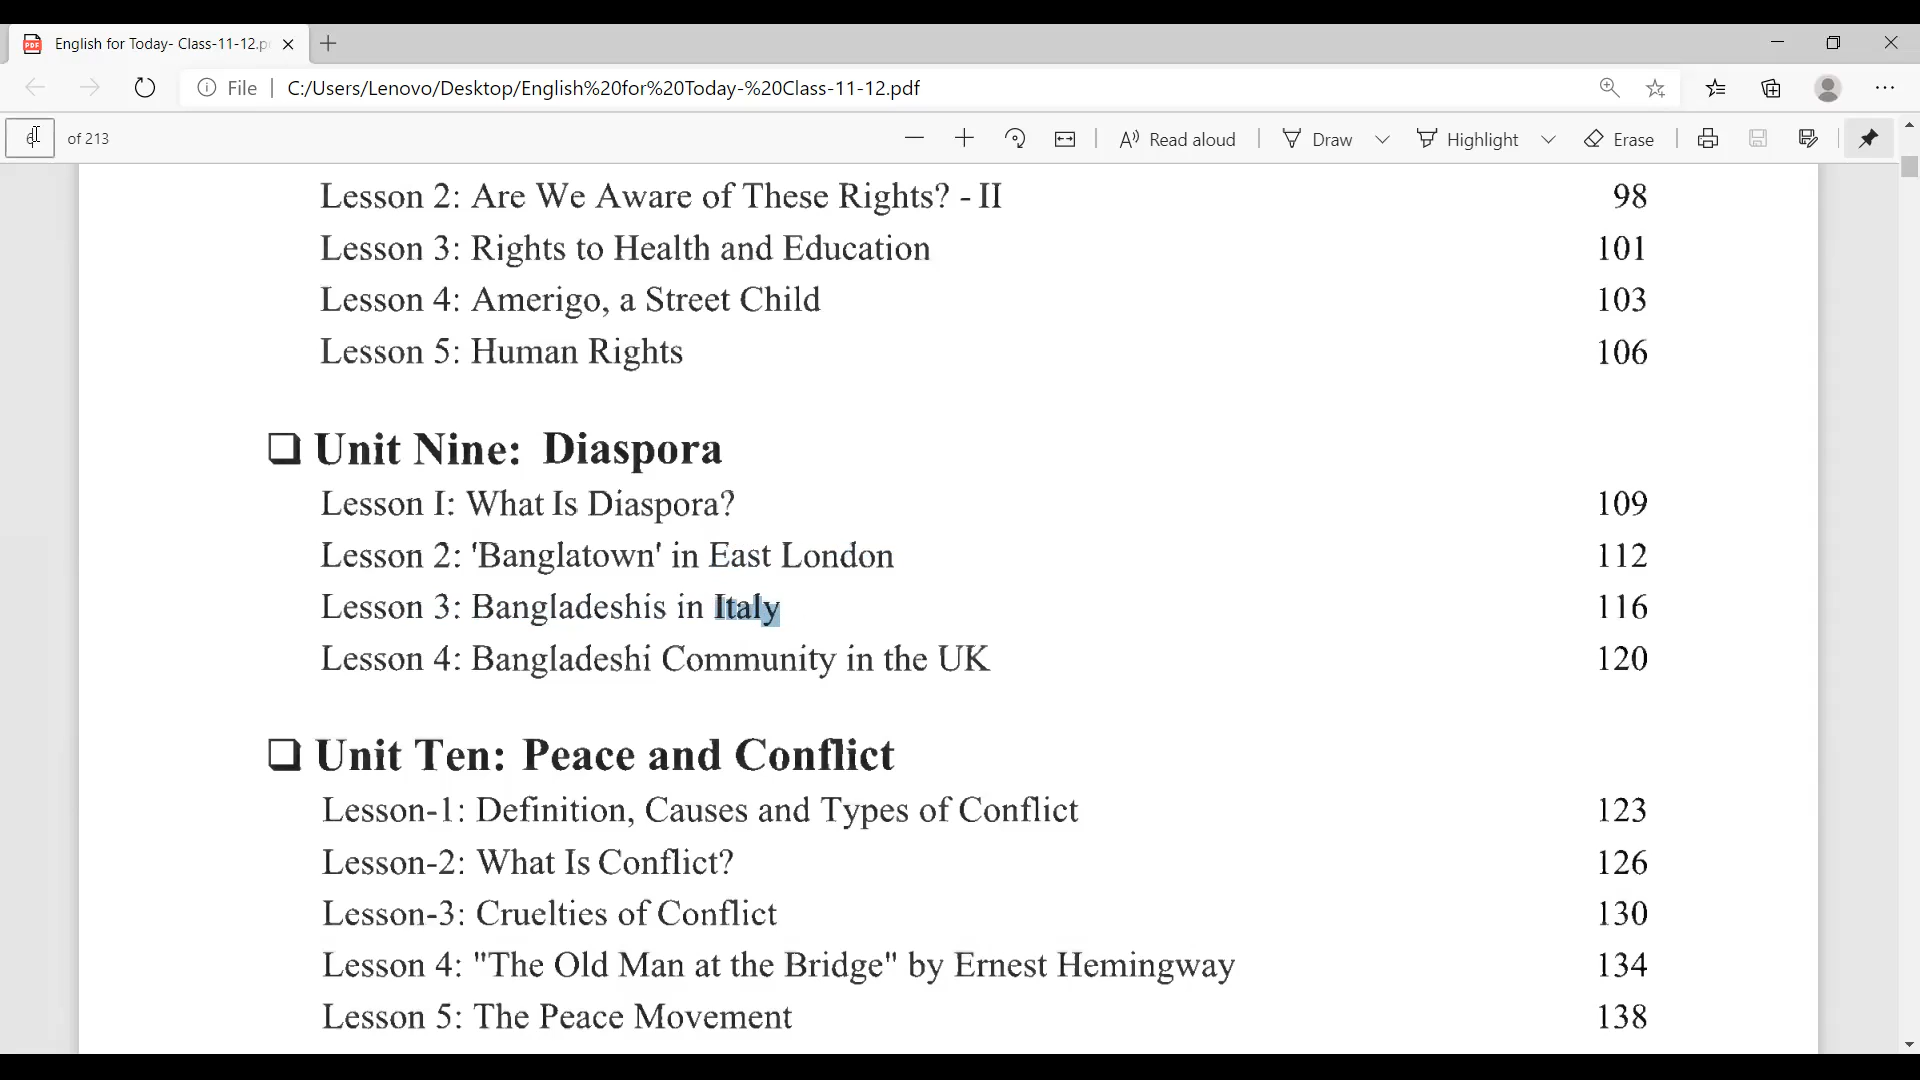 English for Today- Class-11-12.p
File C:/Users/Lenovo/Desktop/English%20for%20Today-%20Class-11-12.pdf
of 213 Read aloud Draw Highlight Erase
Lesson 2: Are We Aware of These Rights? - II 98
Lesson 3: Rights to Health and Education 101
Lesson 4: Amerigo, a Street Child 103
Lesson 5: Human Rights 106
Unit Nine: Diaspora
Lesson I: What Is Diaspora? 109
Lesson 2: 'Banglatown' in East London 112
Lesson 3: Bangladeshis in Italy 116
Lesson 4: Bangladeshi Community in the UK 120
Unit Ten: Peace and Conflict
Lesson-1: Definition, Causes and Types of Conflict 123
Lesson-2: What Is Conflict? 126
Lesson-3: Cruelties of Conflict 130
Lesson 4: "The Old Man at the Bridge" by Ernest Hemingway 134
Lesson 5: The Peace Movement 138